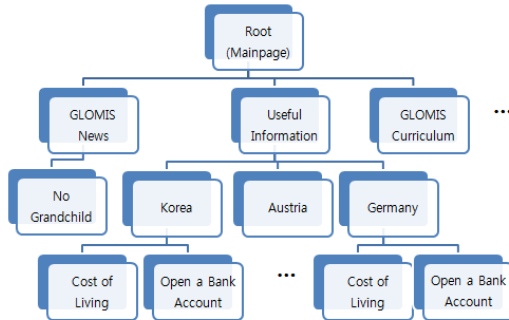 Root
(Mainpage)
GLOMIS
News
Useful
Information
GLOMIS
Curriculum
...
No
Grandchild
Korea
Austria
Germany
Cost of
Living
Open a Bank
Account
...
Cost of
Living
Open a Bank
Account